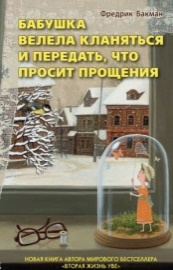 Фредрик Бакман
БАБУШКА
ВЕЛЕЛА КЛАНЯТЬСЯ
И ПЕРЕДАТЬ, ЧТО
ПРОСИТ ПРОЩЕНИЯ
НОВАЯ КНИГА АВТОРА МИРОВОГО БЕСТСЕЛЛЕРА
«ВТОРАЯ ЖИЗНЬ УВЕ»